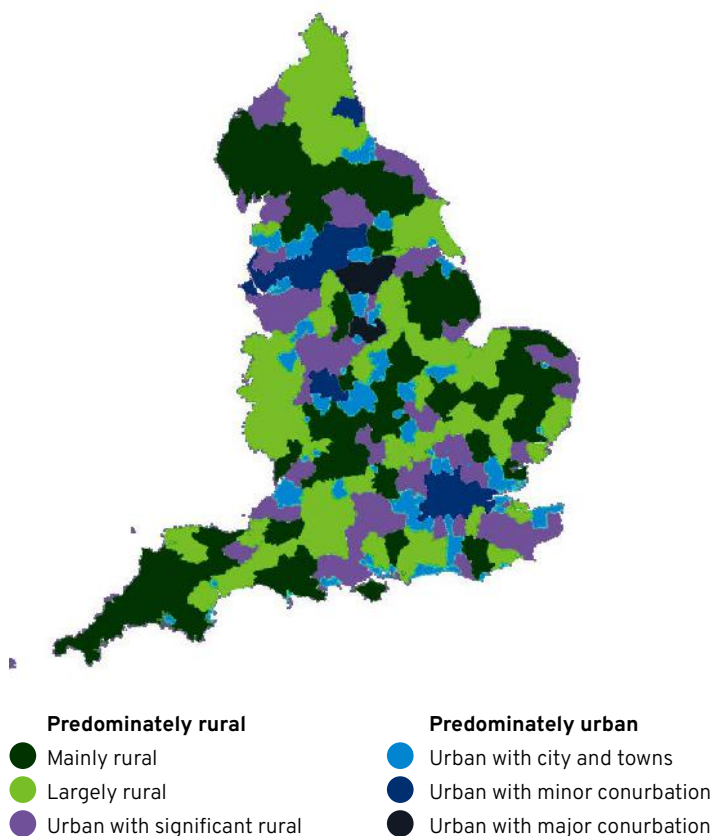 Predominately rural
Mainly rural
Largely rural
Urban with significant rural
Predominately urban
Urban with city and towns
Urban with minor conurbation
Urban with major conurbation